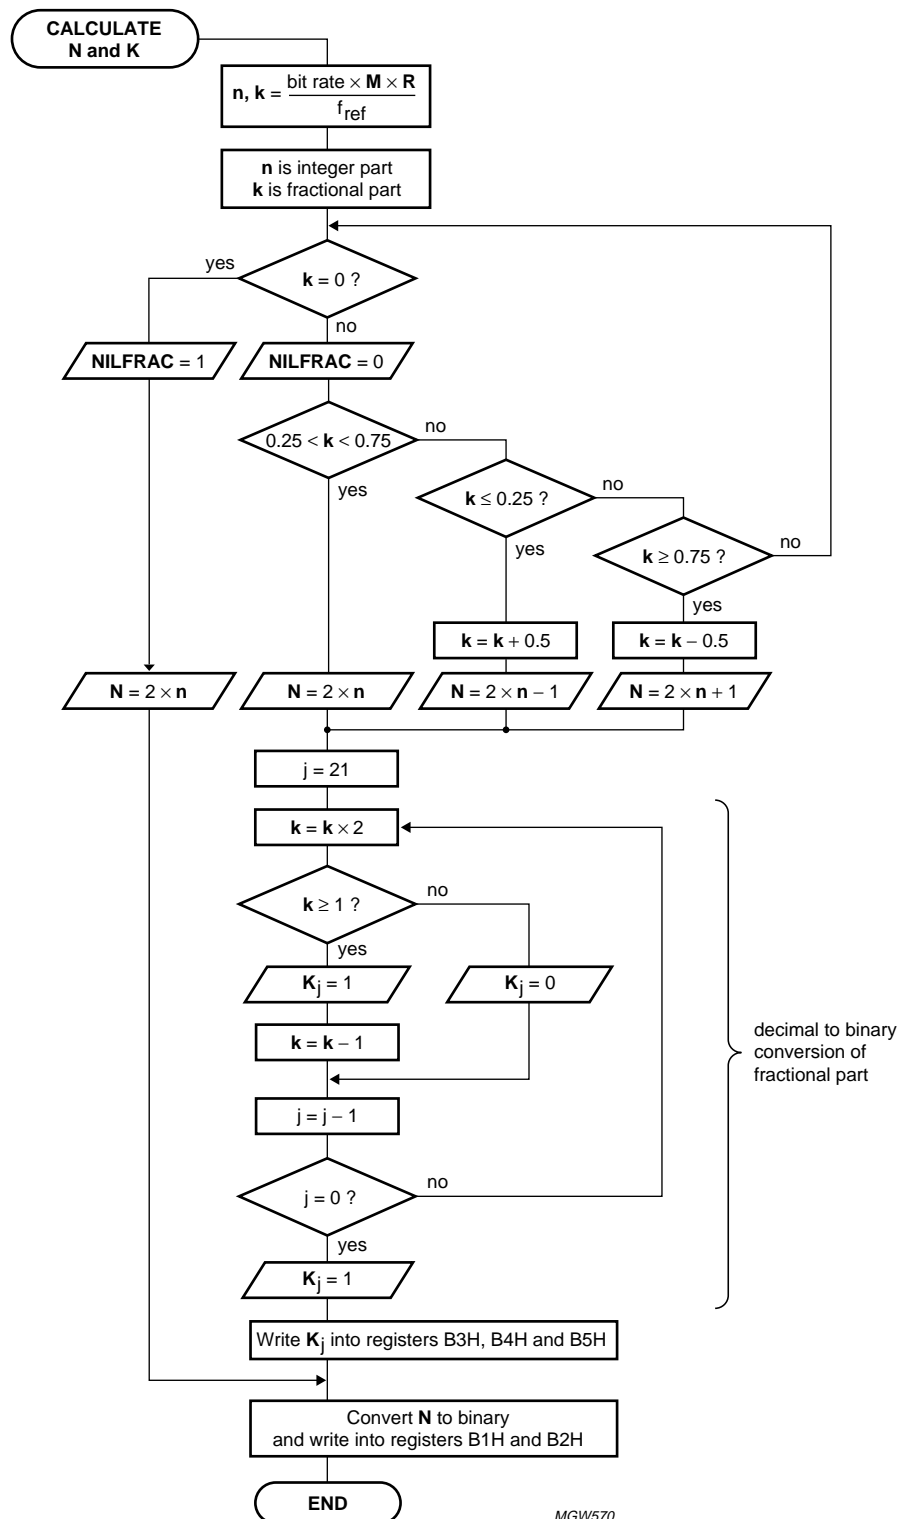 CALCULATE
N and K
n, k = bit rate × M × R
f_ref
n is integer part
k is fractional part
yes
k = 0 ?
no
NILFRAC = 1
NILFRAC = 0
0.25 < k < 0.75
no
yes
k ≤ 0.25 ?
no
yes
k ≥ 0.75 ?
no
yes
k = k + 0.5
k = k − 0.5
N = 2 × n
N = 2 × n
N = 2 × n − 1
N = 2 × n + 1
j = 21
k = k × 2
k ≥ 1 ?
no
yes
K_j = 1
K_j = 0
k = k − 1
decimal to binary
conversion of
fractional part
j = j − 1
j = 0 ?
no
yes
K_j = 1
Write K_j into registers B3H, B4H and B5H
Convert N to binary
and write into registers B1H and B2H
END
MGW570